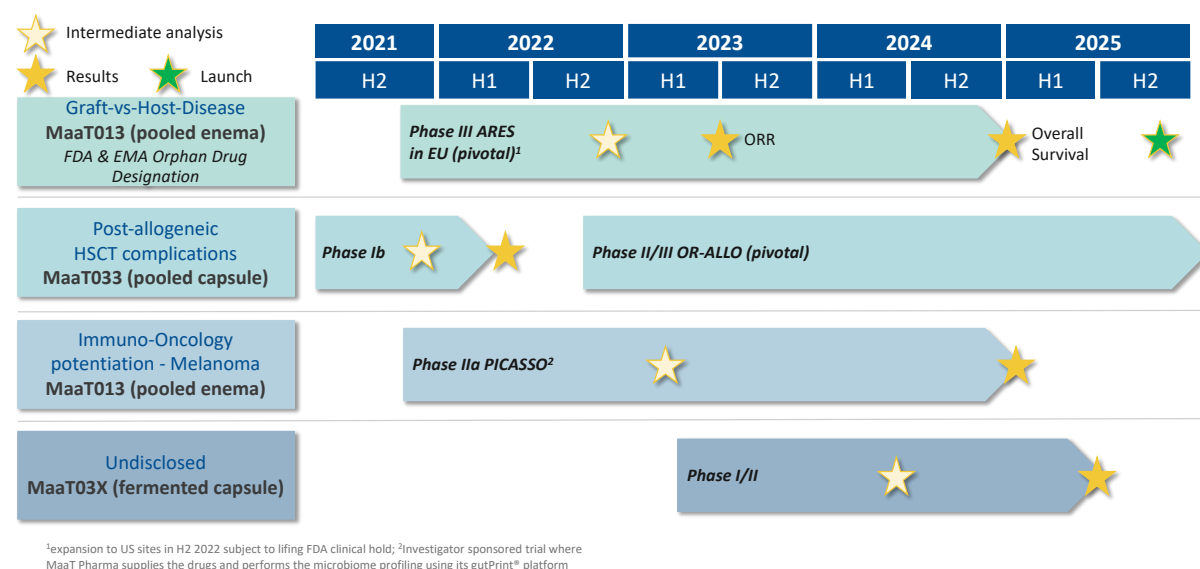 Intermediate analysis
Results
Launch
2021
2022
2023
2024
2025
H2
H1
H2
H1
H2
H1
H2
H1
H2
Graft-vs-Host-Disease
MaaT013 (pooled enema)
FDA & EMA Orphan Drug
Designation
Phase III ARES
in EU (pivotal)¹
ORR
Overall
Survival
Post-allogeneic
HSCT complications
MaaT033 (pooled capsule)
Phase Ib
Phase II/III OR-ALLO (pivotal)
Immuno-Oncology
potentiation - Melanoma
MaaT013 (pooled enema)
Phase IIa PICASSO²
Undisclosed
MaaT03X (fermented capsule)
Phase I/II
¹expansion to US sites in H2 2022 subject to lifing FDA clinical hold; ²Investigator sponsored trial where
MaaT Pharma supplies the drugs and performs the microbiome profiling using its gutPrint® platform